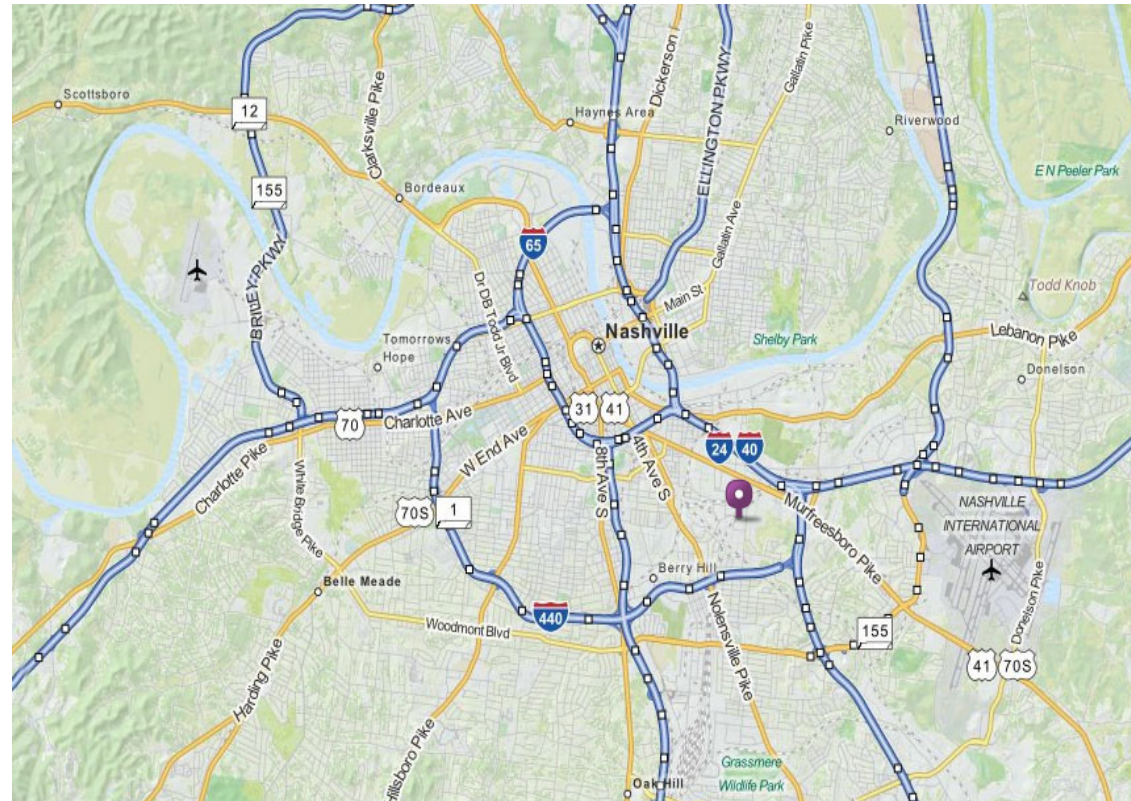 Scottsboro
12
Clarksville Pike
Haynes Area
Dickerson
ELLINGTON PKWY
Gallatin Pike
Riverwood
E N Peeler Park
155
Bordeaux
BRILEY PKWY
65
Gallatin Ave
Main St
Todd Knob
Dr DB Todd Jr Blvd
Tomorrows
Hope
Nashville
Shelby Park
Lebanon Pike
Donelson
31
41
70
Charlotte Ave
W End Ave
8th Ave S
4th Ave S
24
40
Charlotte Pike
White Bridge Pike
70S
1
Murfreesboro Pike
NASHVILLE
INTERNATIONAL
AIRPORT
Belle Meade
Berry Hill
440
Woodmont Blvd
Nolensville Pike
155
Donelson Pike
41
70S
Harding Pike
Hillsboro Pike
Grassmere
Wildlife Park
Oak Hill